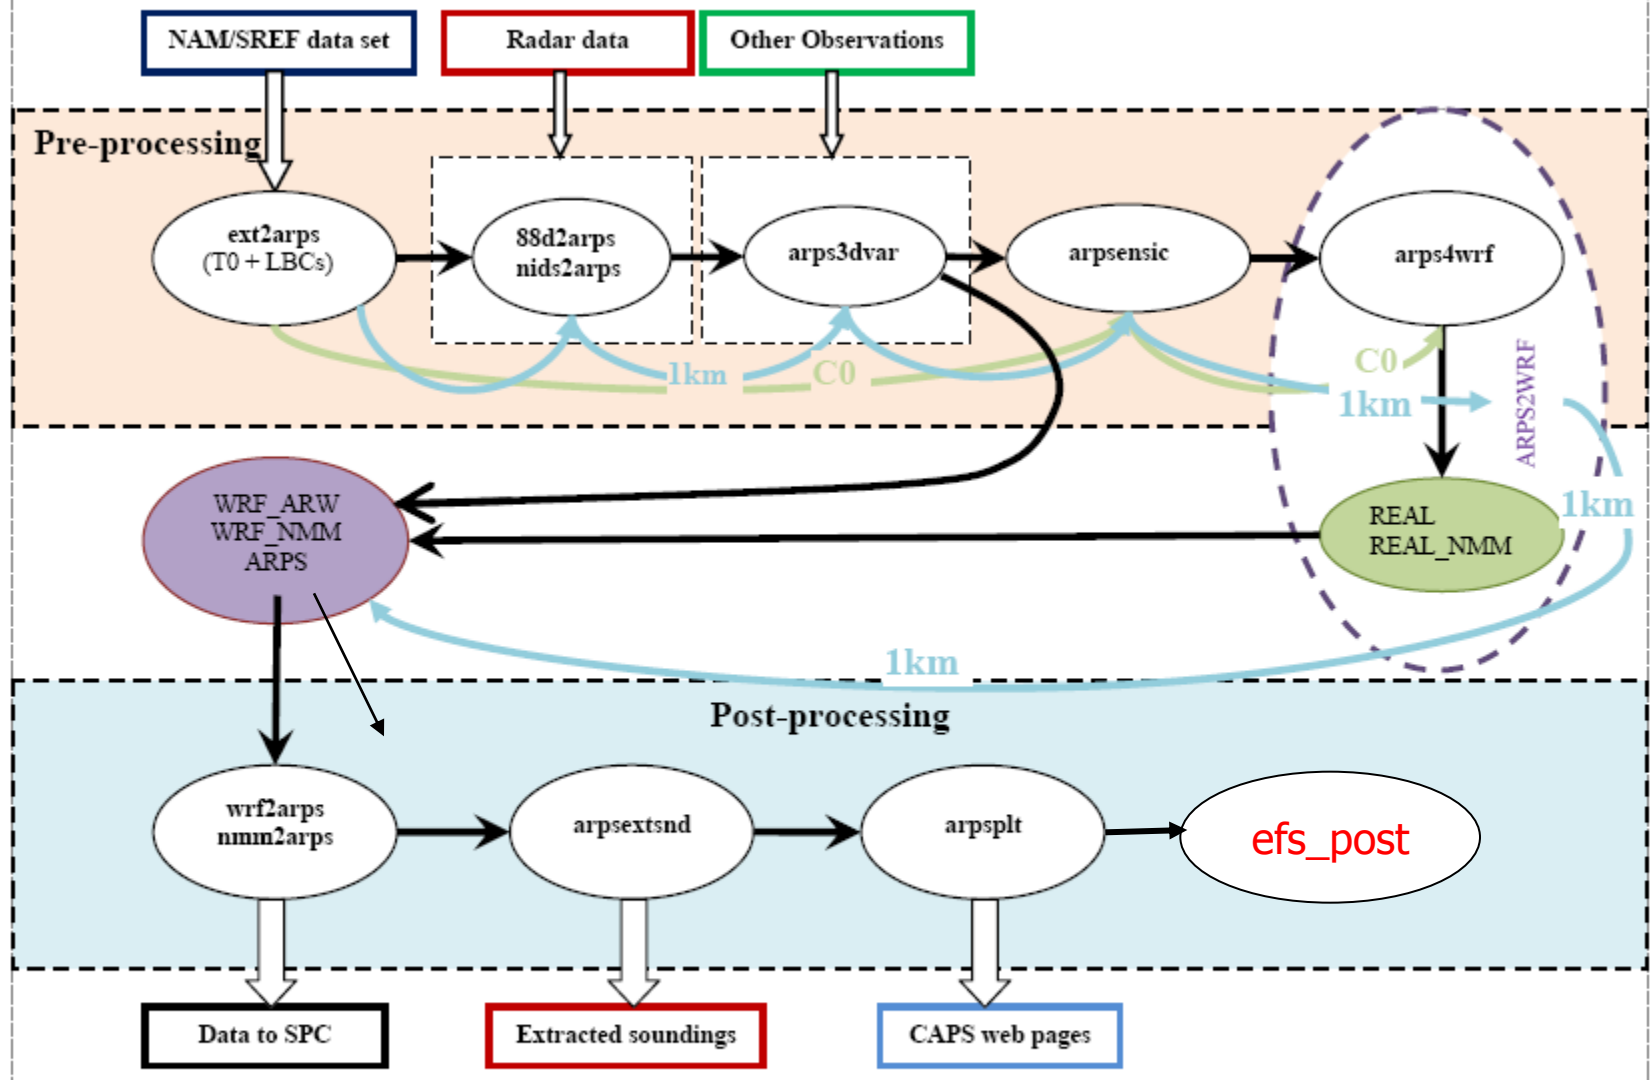 NAM/SREF data set
Radar data
Other Observations
Pre-processing
ext2arps
(T0 + LBCs)
88d2arps
nids2arps
arps3dvar
arpsensic
arps4wrf
1km
C0
C0
1km
ARPS2WRF
WRF_ARW
WRF_NMM
ARPS
REAL
REAL_NMM
1km
1km
Post-processing
wrf2arps
nmm2arps
arpsextsnd
arpsplt
efs_post
Data to SPC
Extracted soundings
CAPS web pages